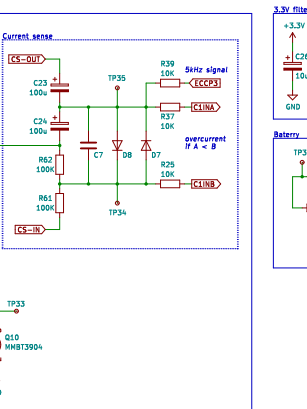 Current sense
CS-OUT
C23
100u
TP35
R39
10K
5kHz signal
ECCP3
C1INA
R37
10K
C24
100u
overcurrent
if A < B
C7
D8
D7
R62
100K
R25
10K
C1INB
R61
100K
TP34
CS-IN
TP33
Q10
MMBT3904
3.3V filte
+3.3V
C26
10u
GND
Baterry
TP3